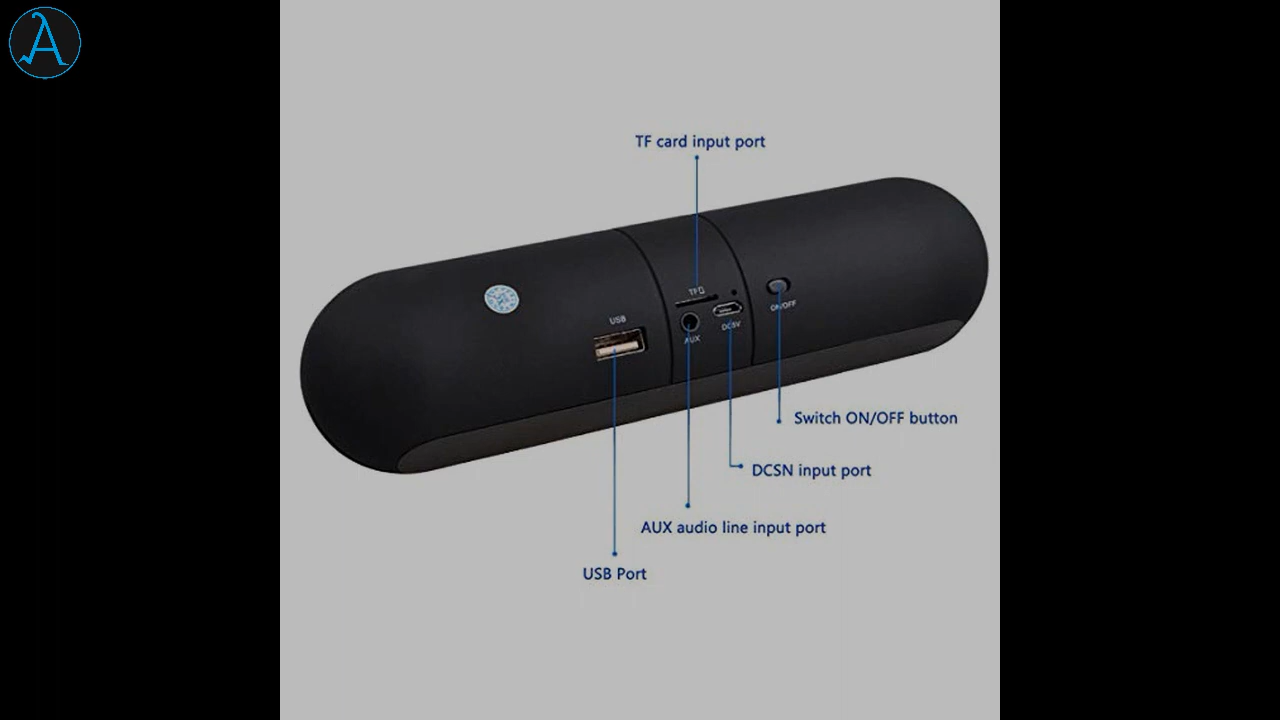 A
TF card input port
TF
USB
ON/OFF
AUX
DC5V
Switch ON/OFF button
DCSN input port
AUX audio line input port
USB Port